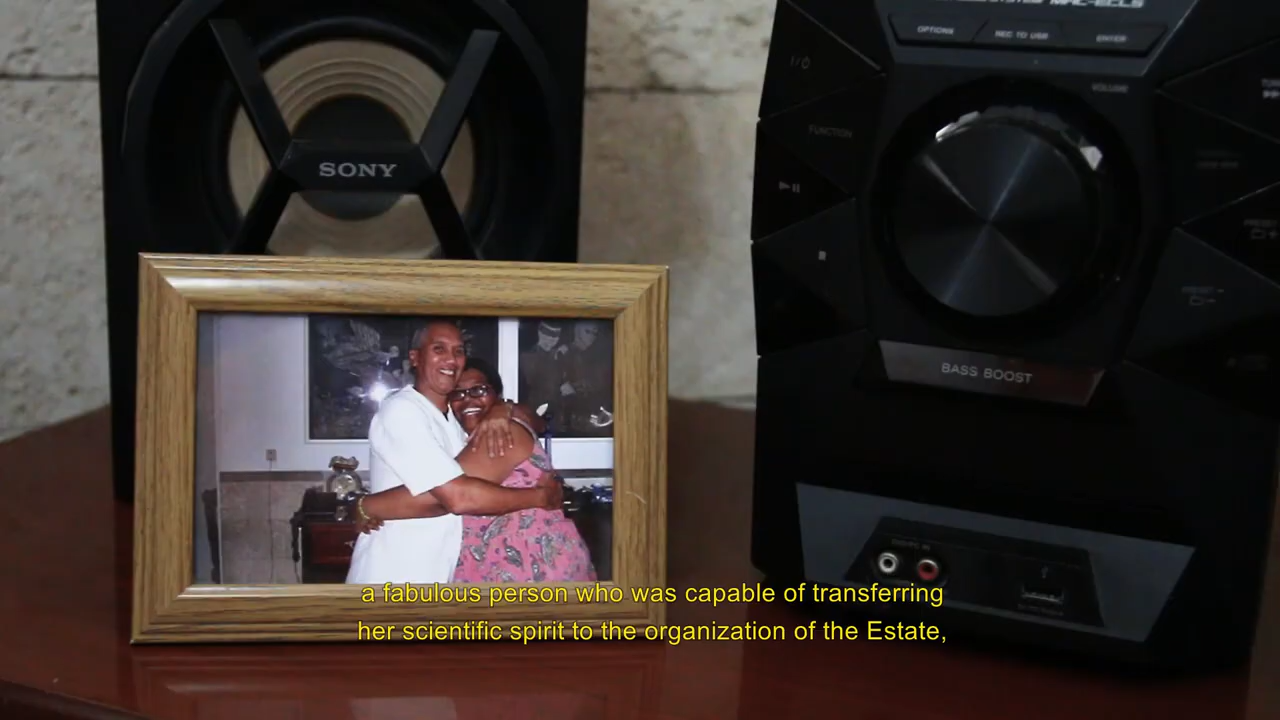 OPTIONS
REC TO USB
ENTER
VOLUME
FUNCTION
SONY
BASS BOOST
a fabulous person who was capable of transferring
her scientific spirit to the organization of the Estate,